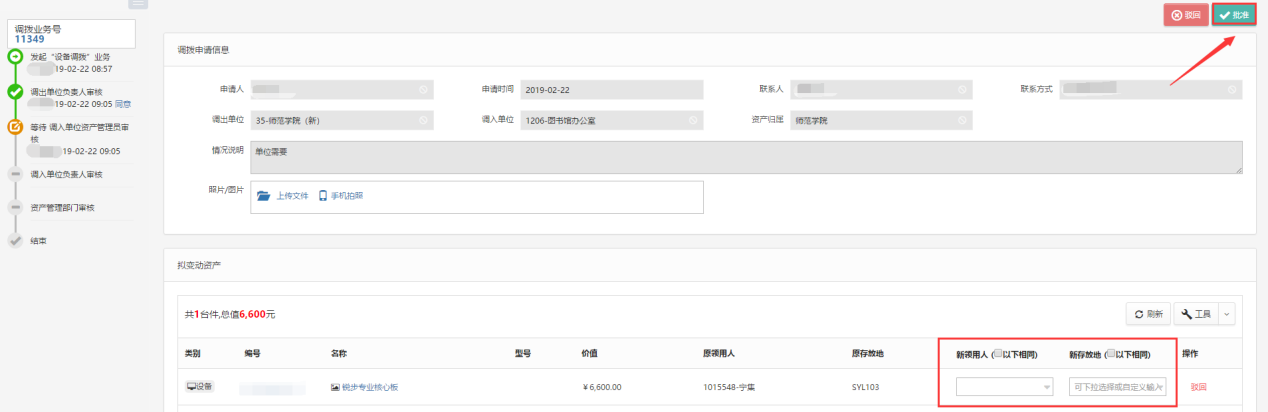 驳回 批准
调拨业务号
11349
发起 “设备调拨” 业务
19-02-22 08:57
调出单位负责人审核
19-02-22 09:05 同意
等待 调入单位资产管理员审
核
19-02-22 09:05
调入单位负责人审核
资产管理部门审核
结束
调拨申请信息
申请人 申请时间 2019-02-22 联系人 联系方式
调出单位 35-师范学院（新） 调入单位 1206-图书馆办公室 资产归属 师范学院
情况说明 单位需要
照片/图片 上传文件 手机拍照
拟变动资产
共1台件,总值6,600元 刷新 工具
类别 编号 名称 型号 价值 原领用人 原存放地 新领用人 (以下相同) 新存放地 (以下相同) 操作
设备 锐步专业核心板 ¥ 6,600.00 1015548-宁集 SYL103 可下拉选择或自定义输入 驳回